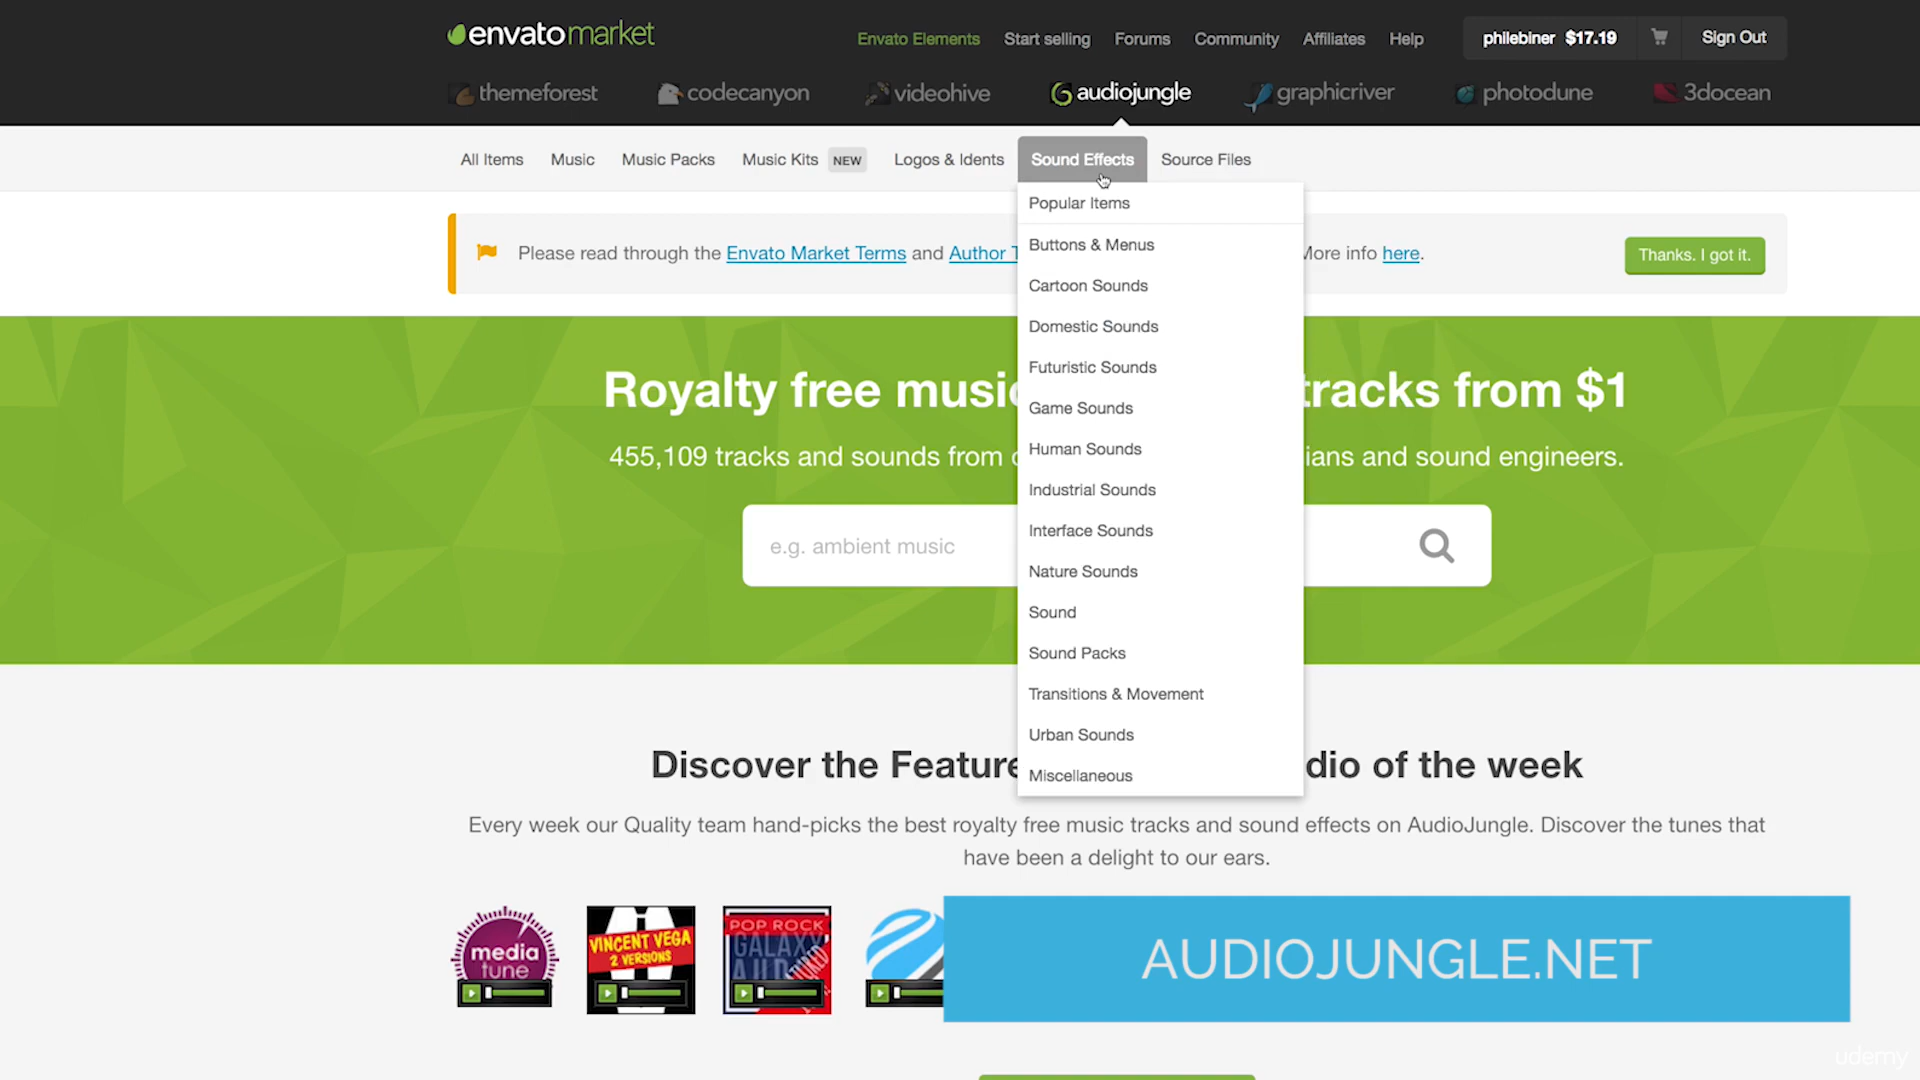 envatomarket
Envato Elements Start selling Forums Community Affiliates Help philebiner $17.19 Sign Out
themeforest codecanyon videohive audiojungle graphicriver photodune 3docean
All Items Music Music Packs Music Kits NEW Logos & Idents Sound Effects Source Files
Popular Items
Buttons & Menus
Cartoon Sounds
Domestic Sounds
Futuristic Sounds
Game Sounds
Human Sounds
Industrial Sounds
Interface Sounds
Nature Sounds
Sound
Sound Packs
Transitions & Movement
Urban Sounds
Miscellaneous
Please read through the Envato Market Terms and Author More info here.
Thanks. I got it.
Royalty free music tracks from $1
455,109 tracks and sounds from and sound engineers.
e.g. ambient music
Discover the of the week
Every week our Quality team hand-picks the best royalty free music tracks and sound effects on AudioJungle. Discover the tunes that
have been a delight to our ears.
media
tune
VINCENT VEGA
2 VERSIONS
POP ROCK
GALAXY
FEATURED
AUDIOJUNGLE.NET
udemy